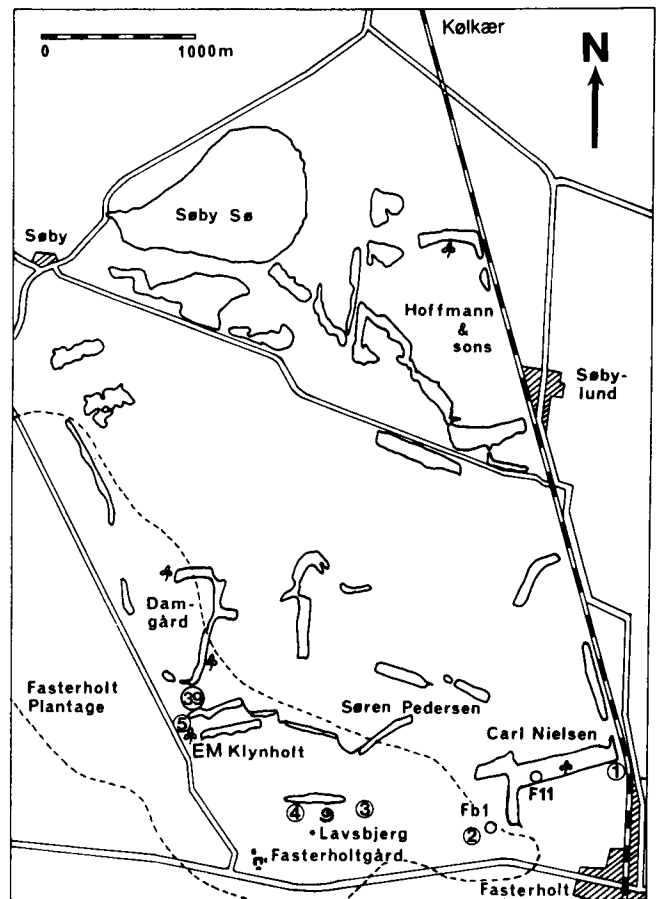 0
1000m
Kølkær
N
Søby Sø
Søby
Hoffmann
&
sons
Søby-
lund
Dam-
gård
39
Fasterholt
Plantage
5
EM Klynholt
Søren Pedersen
Carl Nielsen
1
F11
Fb1
2
4
9
3
Lavsbjerg
Fasterholtgård
Fasterholt